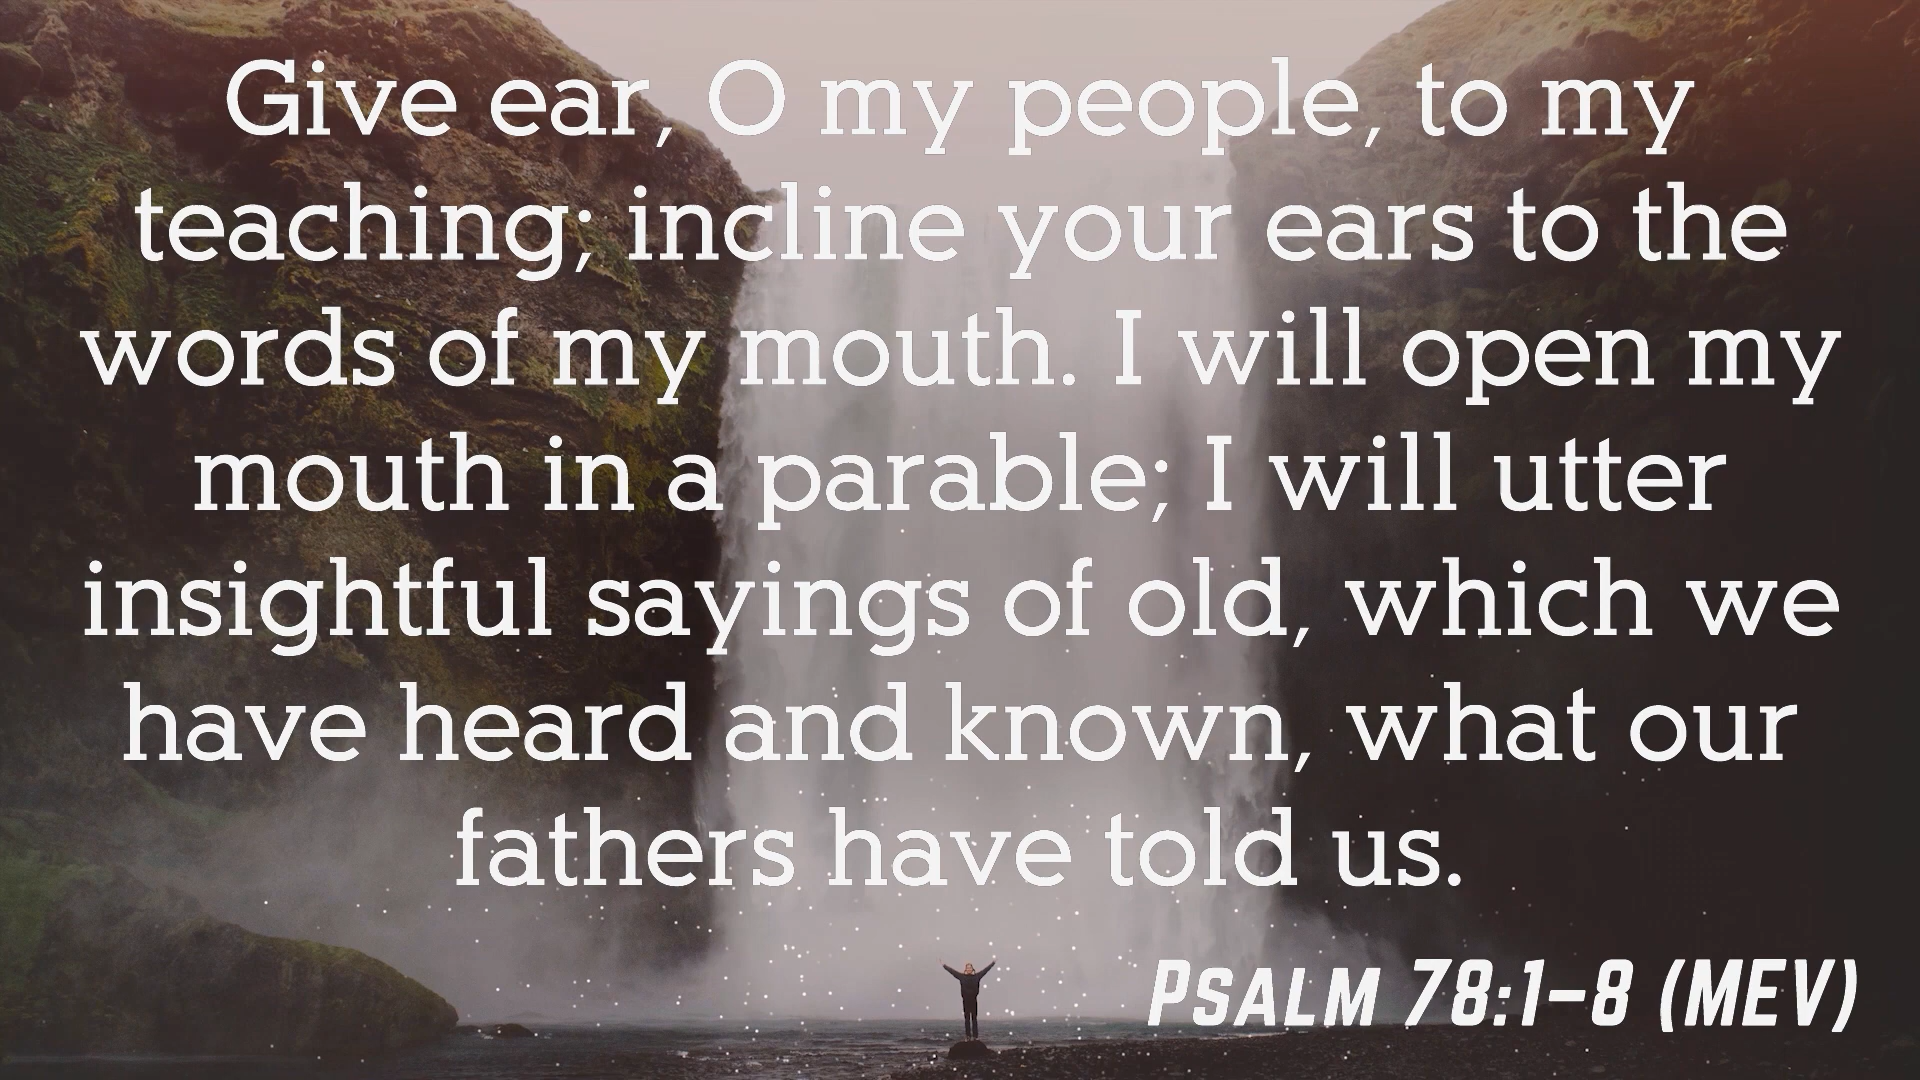 Give ear, O my people, to my
teaching; incline your ears to the
words of my mouth. I will open my
mouth in a parable; I will utter
insightful sayings of old, which we
have heard and known, what our
fathers have told us.
Psalm 78:1–8 (MEV)